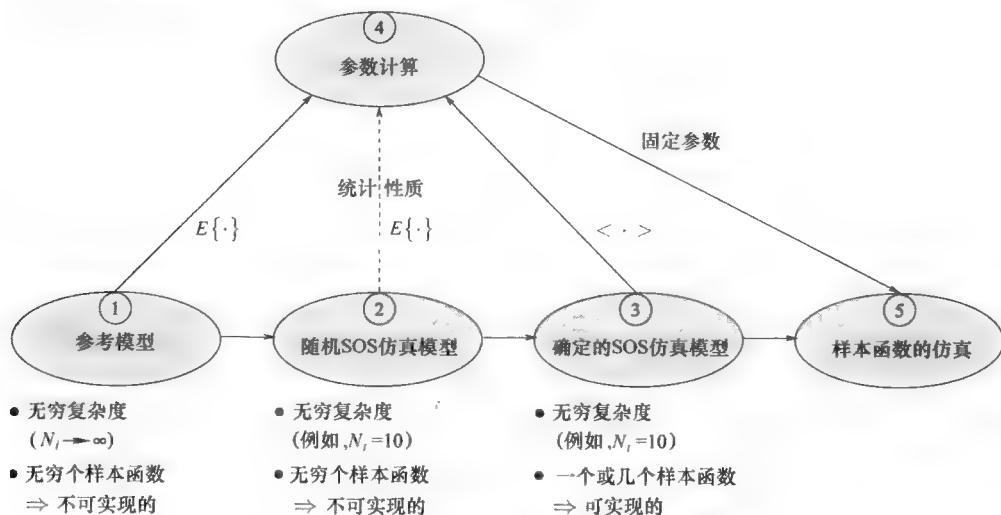 ④
参数计算
固定参数
统计 性质
E{·}
E{·}
< · >
①
参考模型
②
随机SOS仿真模型
③
确定的SOS仿真模型
⑤
样本函数的仿真
• 无穷复杂度
(Nᵢ→∞)
• 无穷个样本函数
⇒ 不可实现的
• 无穷复杂度
(例如,Nᵢ=10)
• 无穷个样本函数
⇒ 不可实现的
• 无穷复杂度
(例如,Nᵢ=10)
• 一个或几个样本函数
⇒ 可实现的